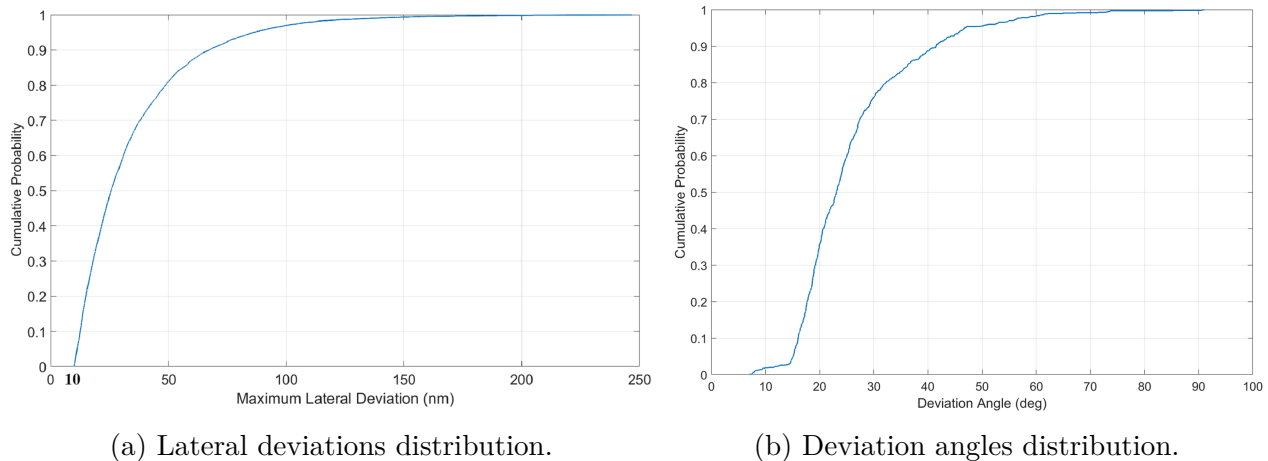 1
0.9
0.8
0.7
0.6
0.5
0.4
0.3
0.2
0.1
0
Cumulative Probability
0 10 50 100 150 200 250
Maximum Lateral Deviation (nm)
(a) Lateral deviations distribution.
1
0.9
0.8
0.7
0.6
0.5
0.4
0.3
0.2
0.1
0
Cumulative Probability
0 10 20 30 40 50 60 70 80 90 100
Deviation Angle (deg)
(b) Deviation angles distribution.